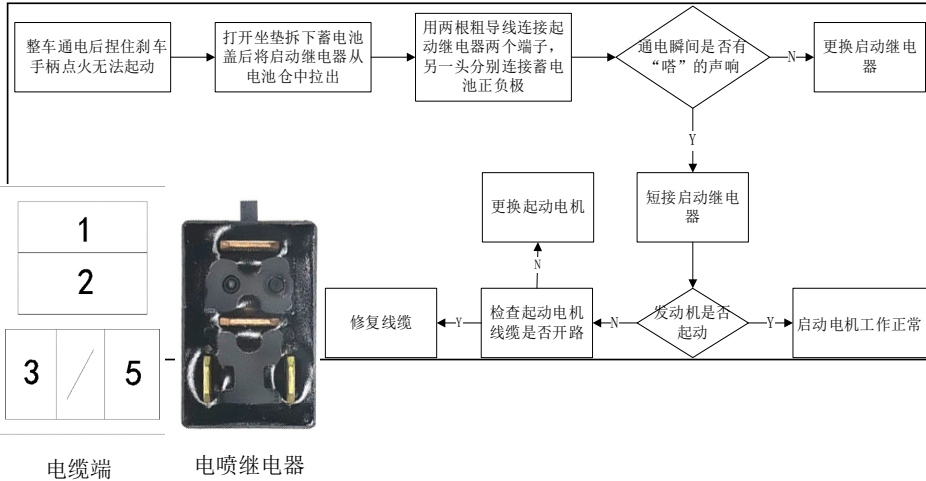 整车通电后捏住刹车
手柄点火无法起动
打开坐垫拆下蓄电池
盖后将启动继电器从
电池仓中拉出
用两根粗导线连接起
动继电器两个端子，
另一头分别连接蓄电
池正负极
通电瞬间是否有
“嗒”的声响
N
更换启动继电
器
Y
短接启动继电
器
更换起动电机
N
修复线缆
Y
检查起动电机
线缆是否开路
N
发动机是否
起动
Y
启动电机工作正常
1
2
3
5
电缆端
电喷继电器